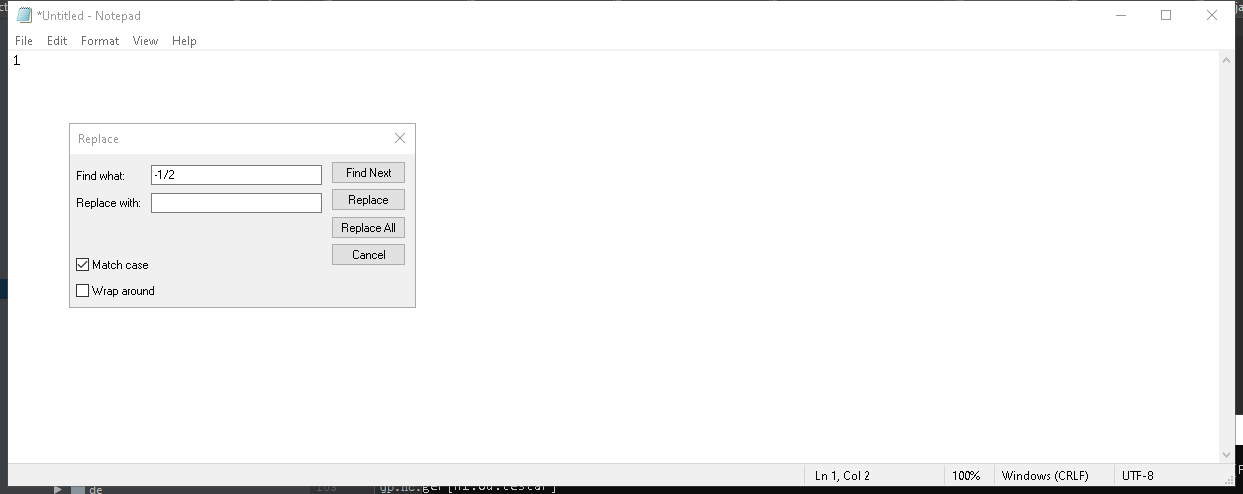 *Untitled - Notepad
File Edit Format View Help
1
Replace
Find what: -1/2 Find Next
Replace with: Replace
Replace All
Cancel
Match case
Wrap around
Ln 1, Col 2 100% Windows (CRLF) UTF-8
de